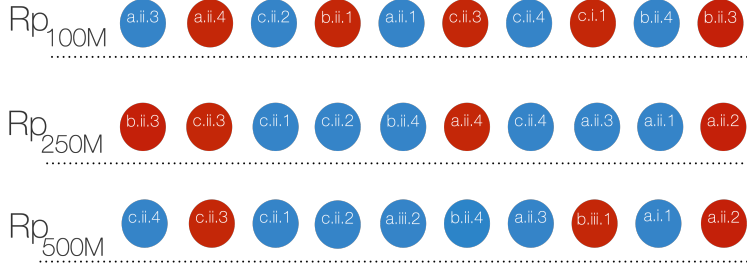 Rp100M a.ii.3 a.ii.4 c.ii.2 b.ii.1 a.ii.1 c.ii.3 c.ii.4 c.i.1 b.ii.4 b.ii.3
Rp250M b.ii.3 c.ii.3 c.ii.1 c.ii.2 b.ii.4 a.ii.4 c.ii.4 a.ii.3 a.ii.1 a.ii.2
Rp500M c.ii.4 c.ii.3 c.ii.1 c.ii.2 a.iii.2 b.ii.4 a.ii.3 b.iii.1 a.i.1 a.ii.2